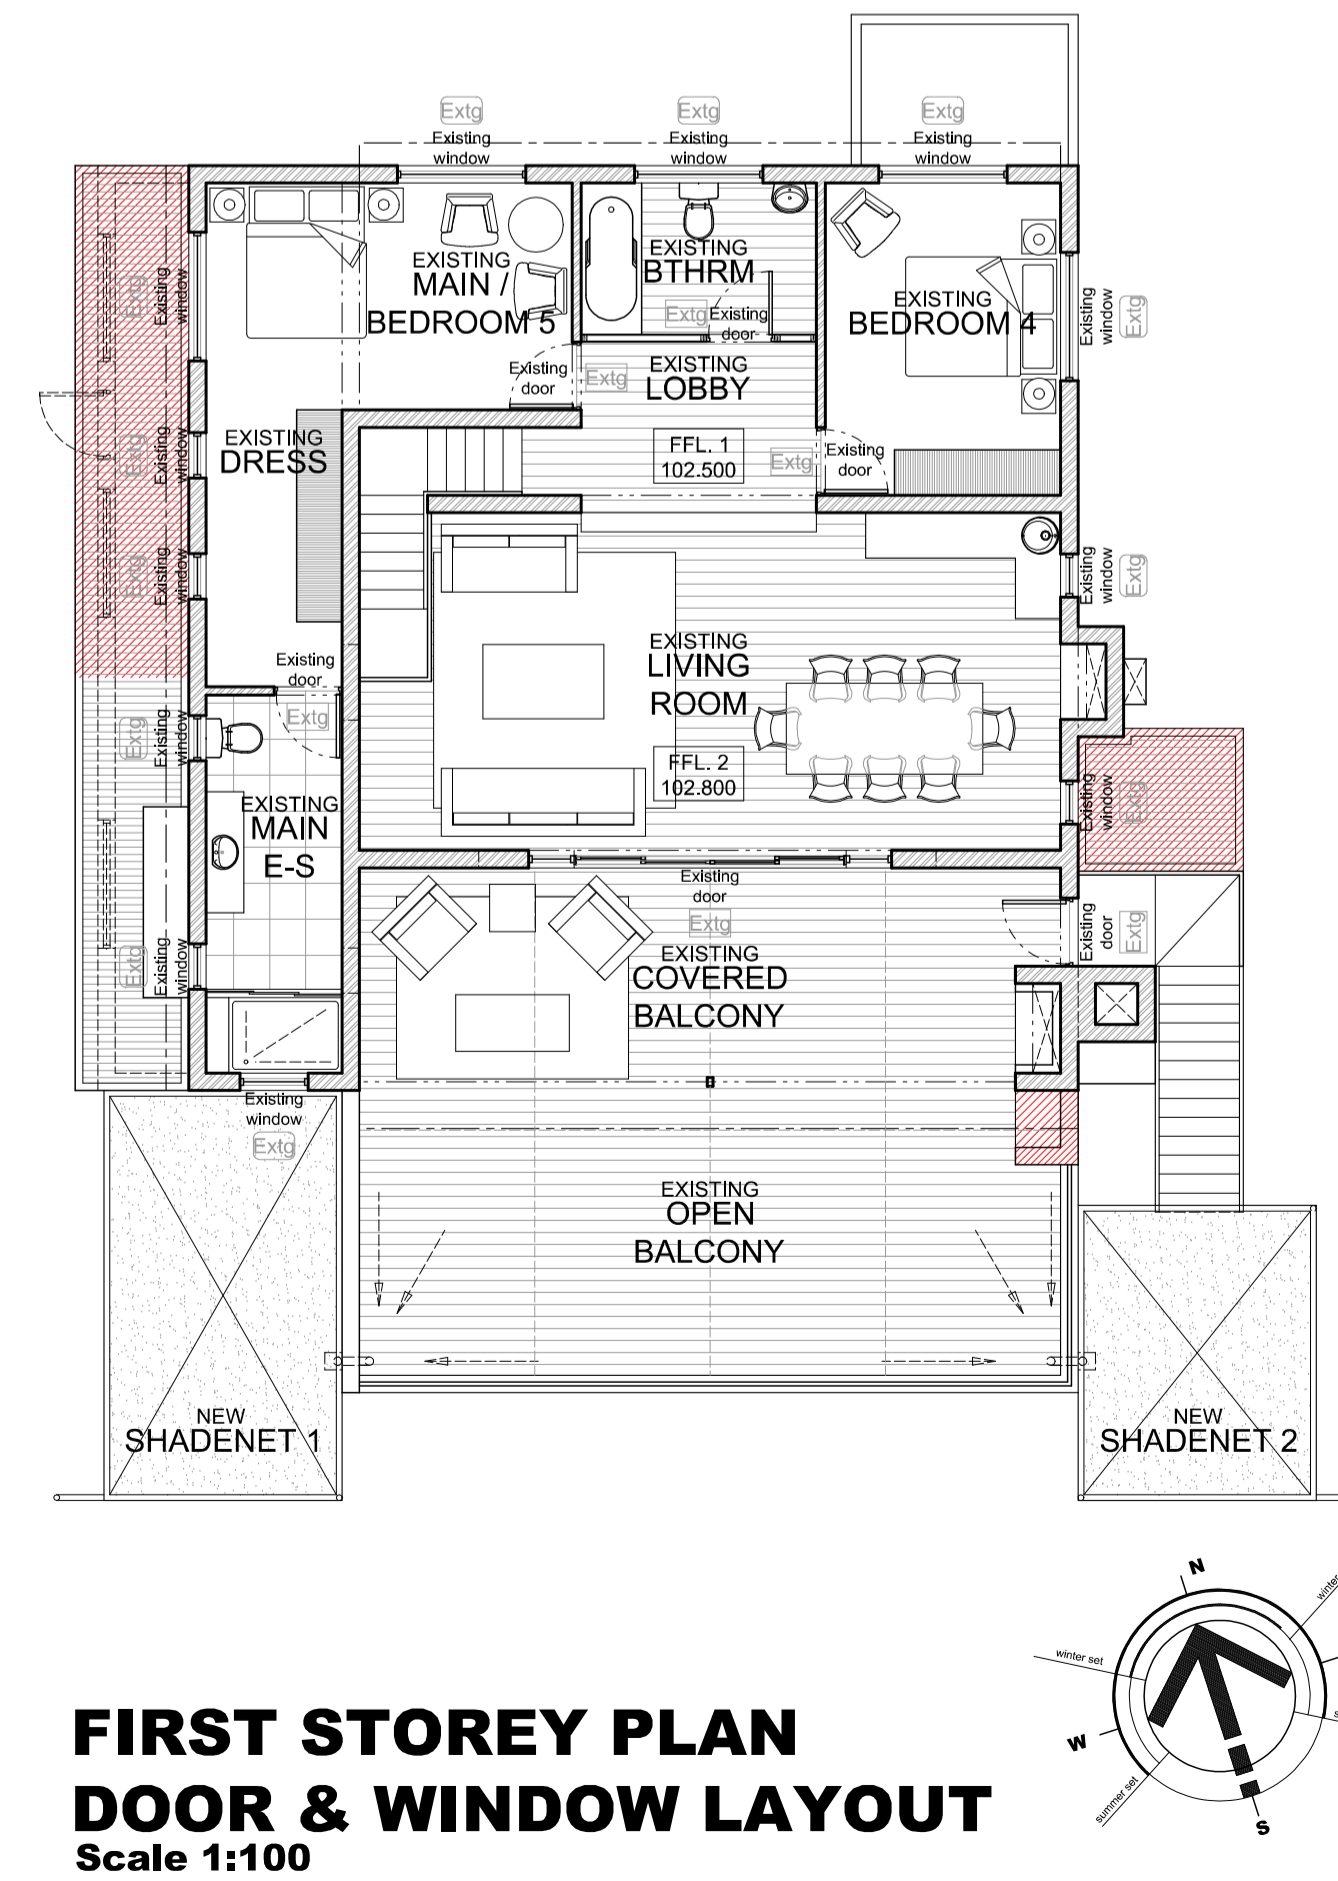 Extg
Existing
window
Extg
Existing
window
Extg
Existing
window
EXISTING
MAIN /
BEDROOM 5
EXISTING
BTHRM
Extg
Existing
door
EXISTING
BEDROOM 4
Existing
window
Extg
Extg
Existing
window
Existing
door
Extg
EXISTING
LOBBY
FFL. 1
102.500
Extg
Existing
door
EXISTING
DRESS
Extg
Existing
window
Extg
Existing
window
Existing
window
Extg
EXISTING
LIVING
ROOM
FFL. 2
102.800
Existing
door
Extg
Extg
Existing
window
EXISTING
MAIN
E-S
Existing
window
Extg
Existing
door
Extg
Existing
door
Extg
EXISTING
COVERED
BALCONY
Extg
Existing
window
Existing
window
Extg
EXISTING
OPEN
BALCONY
NEW
SHADENET 1
NEW
SHADENET 2
N
winter
winter set
W
summer set
s
S
FIRST STOREY PLAN
DOOR & WINDOW LAYOUT
Scale 1:100